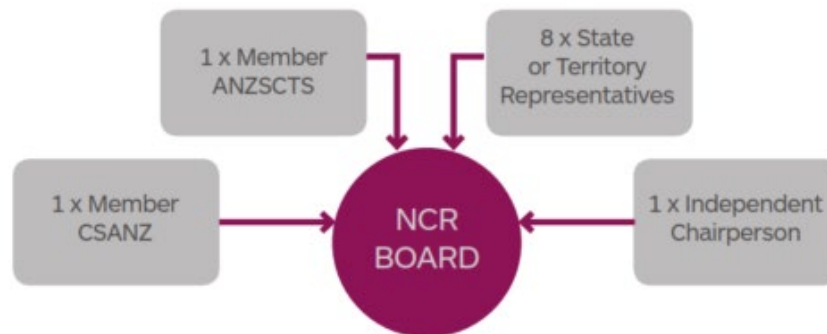 1 x Member
ANZSCTS
8 x State
or Territory
Representatives
1 x Member
CSANZ
NCR
BOARD
1 x Independent
Chairperson